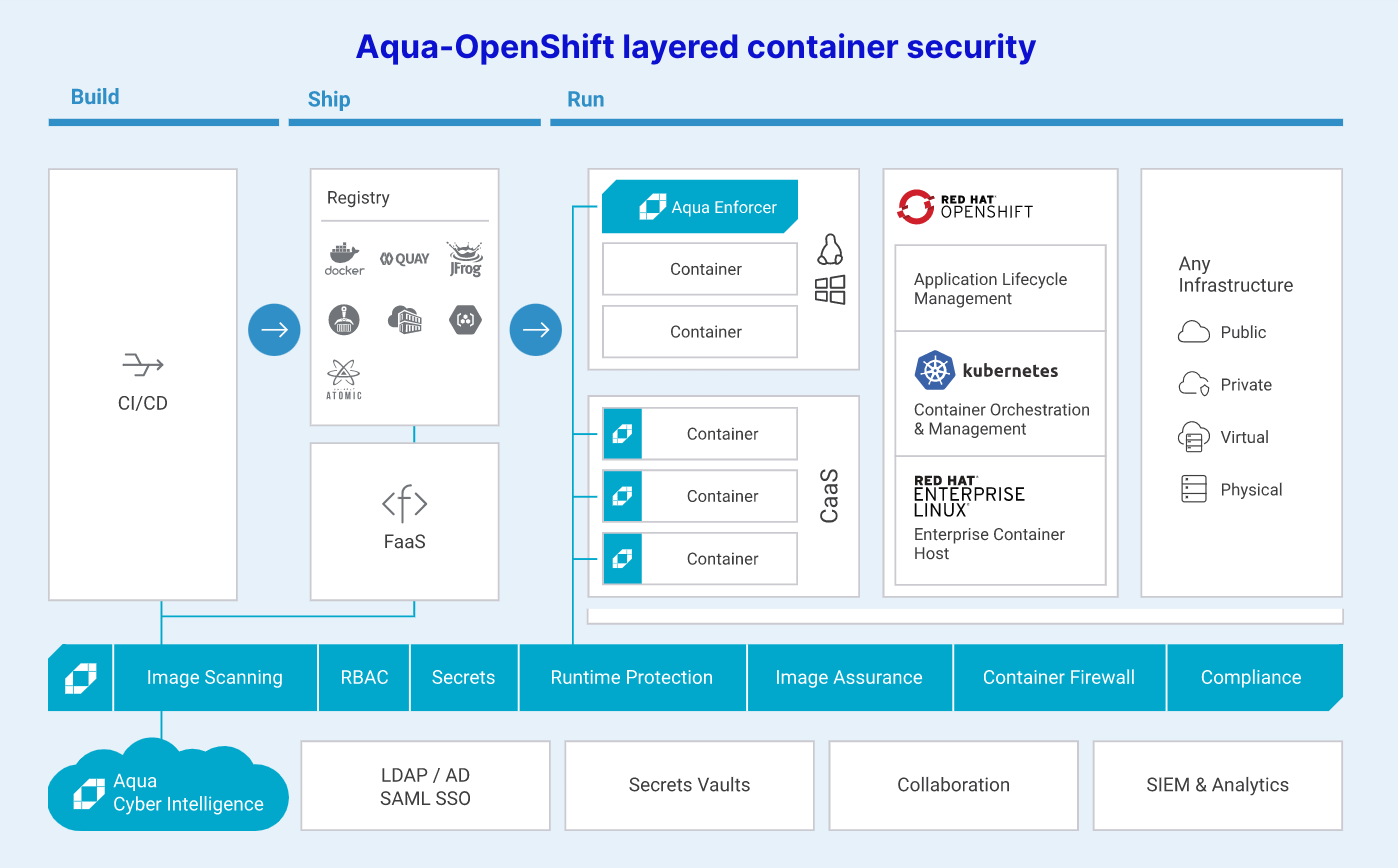 Aqua-OpenShift layered container security
Build
Ship
Run
CI/CD
Registry
docker
QUAY
JFrog
ATOMIC
FaaS
Aqua Enforcer
Container
Container
Container
Container
Container
CaaS
RED HAT®
OPENSHIFT
Application Lifecycle
Management
kubernetes
Container Orchestration
& Management
RED HAT®
ENTERPRISE
LINUX®
Enterprise Container
Host
Any
Infrastructure
Public
Private
Virtual
Physical
Image Scanning
RBAC
Secrets
Runtime Protection
Image Assurance
Container Firewall
Compliance
Aqua
Cyber Intelligence
LDAP / AD
SAML SSO
Secrets Vaults
Collaboration
SIEM & Analytics